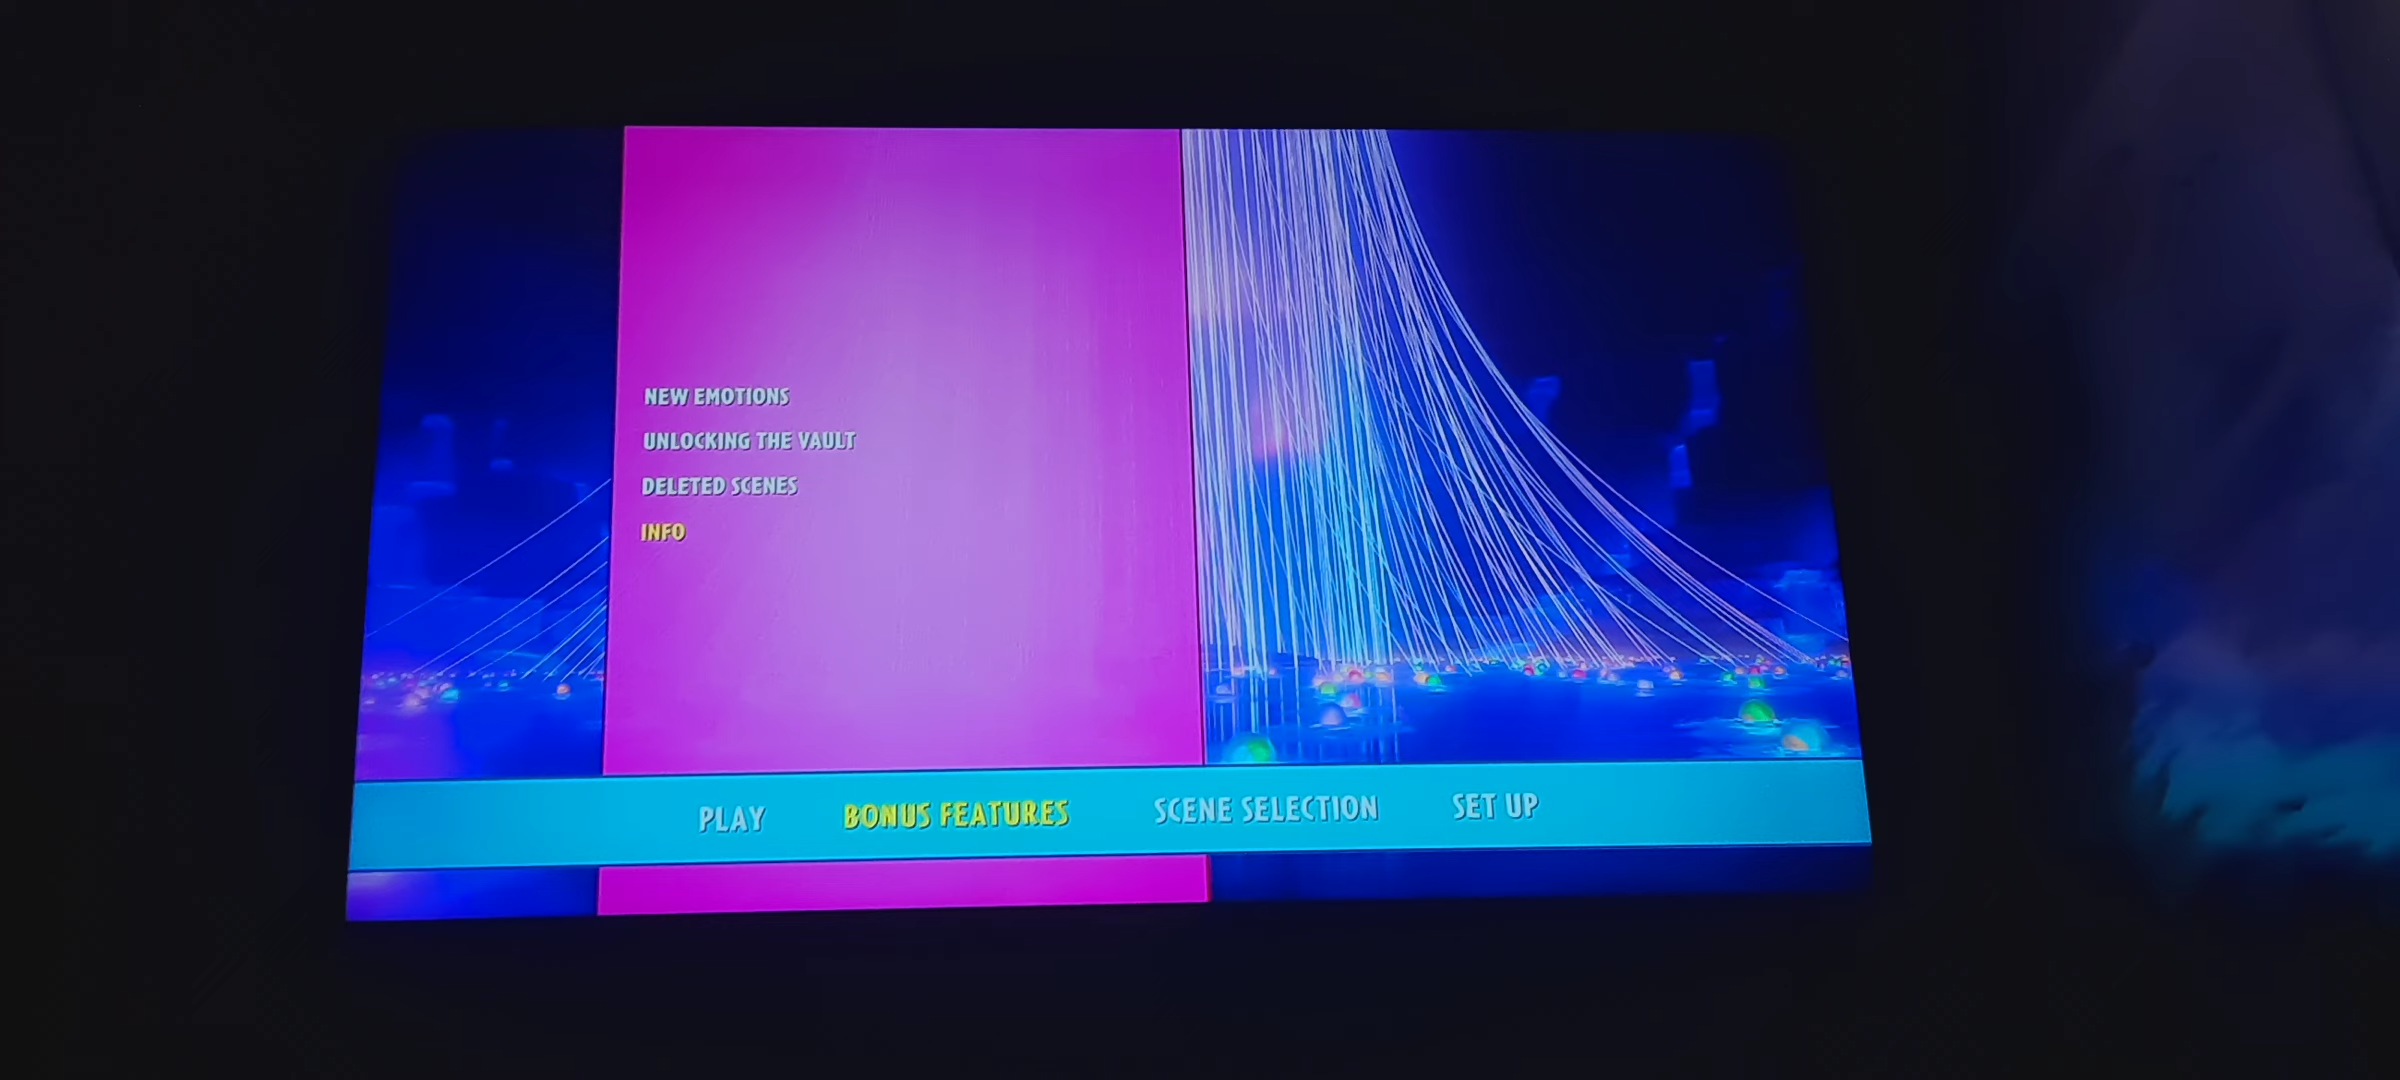 NEW EMOTIONS
UNLOCKING THE VAULT
DELETED SCENES
INFO
PLAY BONUS FEATURES SCENE SELECTION SET UP